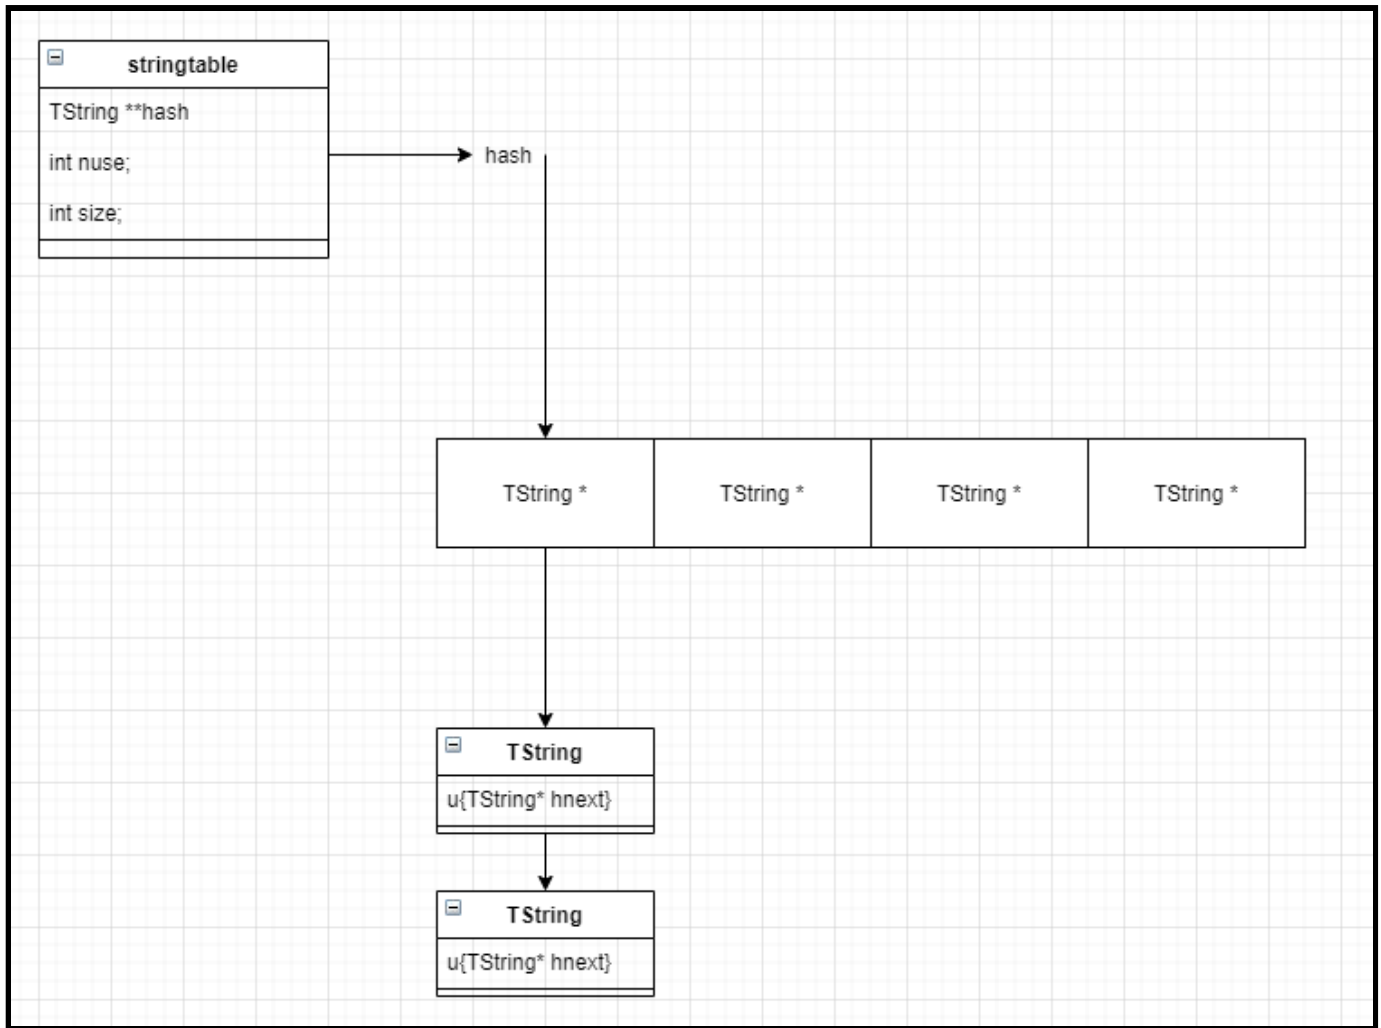 stringtable
TString **hash
int nuse;
int size;
hash
TString *
TString *
TString *
TString *
TString
u{TString* hnext}
TString
u{TString* hnext}